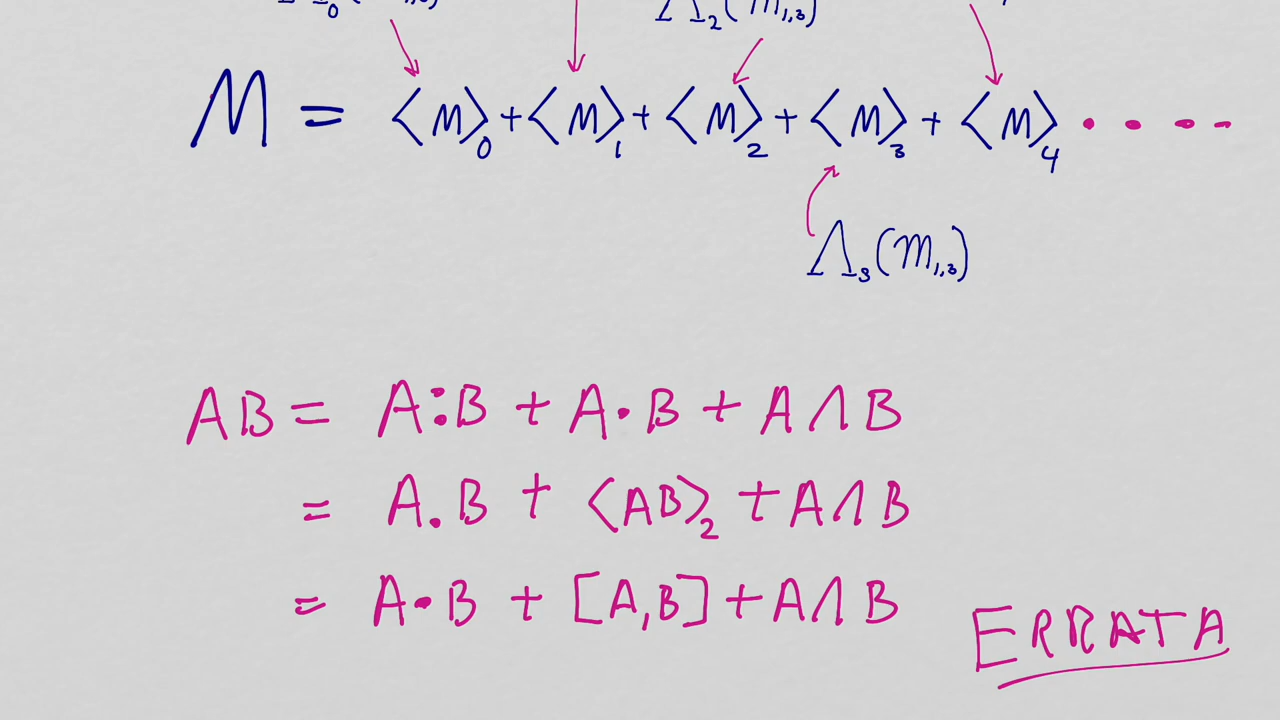 Λ₂(m₁,₃)
M = ⟨M⟩₀ + ⟨M⟩₁ + ⟨M⟩₂ + ⟨M⟩₃ + ⟨M⟩₄ ....
Λ₃(m₁,₃)
AB = A:B + A·B + A∧B
= A.B + ⟨AB⟩₂ + A∧B
= A·B + [A,B] + A∧B
ERRATA